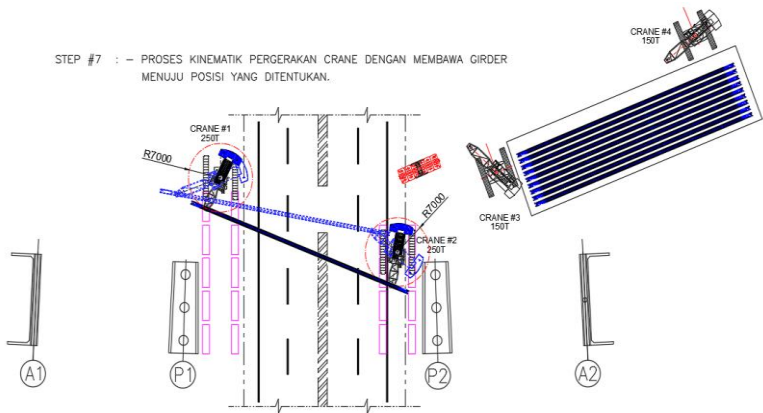 STEP #7 : - PROSES KINEMATIK PERGERAKAN CRANE DENGAN MEMBAWA GIRDER
MENUJU POSISI YANG DITENTUKAN.
CRANE #4
150T
CRANE #1
250T
R7000
R7000
CRANE #3
150T
CRANE #2
250T
A1
P1
P2
A2